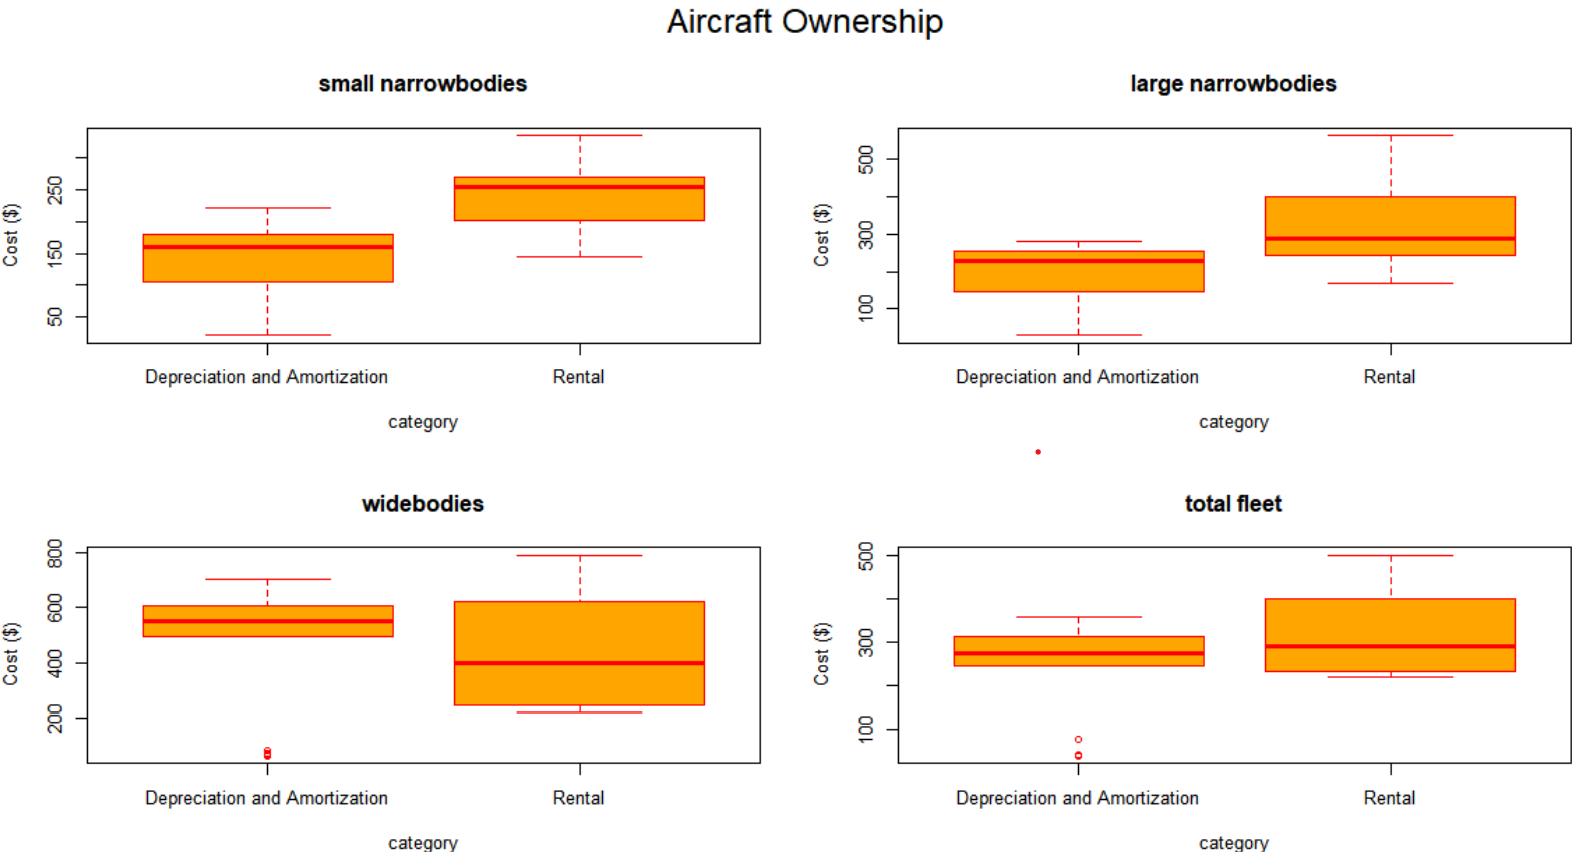 Aircraft Ownership
small narrowbodies
Cost ($)
50
150
250
Depreciation and Amortization
Rental
category
large narrowbodies
Cost ($)
100
300
500
Depreciation and Amortization
Rental
category
widebodies
Cost ($)
200
400
600
800
Depreciation and Amortization
Rental
category
total fleet
Cost ($)
100
300
500
Depreciation and Amortization
Rental
category